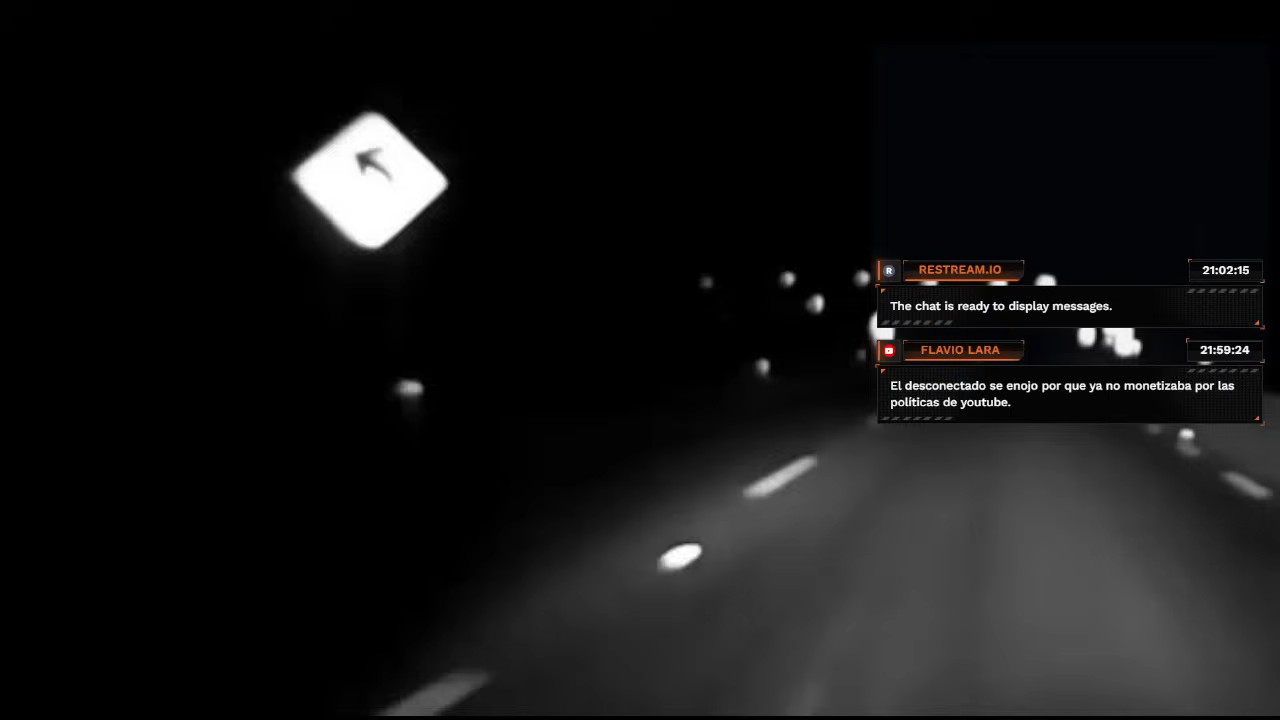 RESTREAM.IO
21:02:15
The chat is ready to display messages.
FLAVIO LARA
21:59:24
El desconectado se enojo por que ya no monetizaba por las
políticas de youtube.